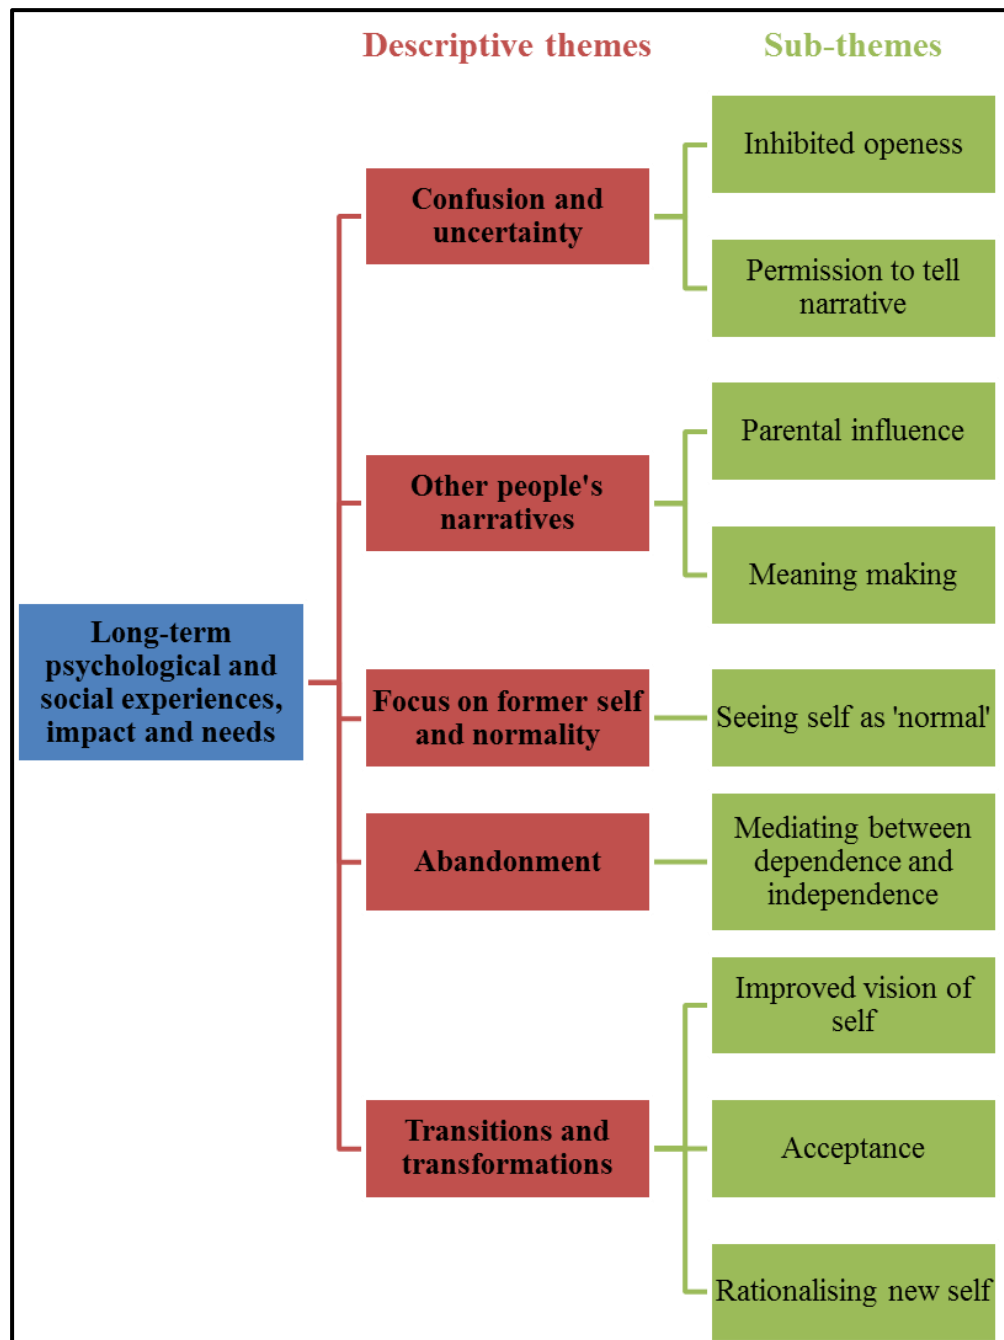 Descriptive themes
Sub-themes
Long-term
psychological and
social experiences,
impact and needs
Confusion and
uncertainty
Inhibited openess
Permission to tell
narrative
Other people's
narratives
Parental influence
Meaning making
Focus on former self
and normality
Seeing self as 'normal'
Abandonment
Mediating between
dependence and
independence
Transitions and
transformations
Improved vision of
self
Acceptance
Rationalising new self